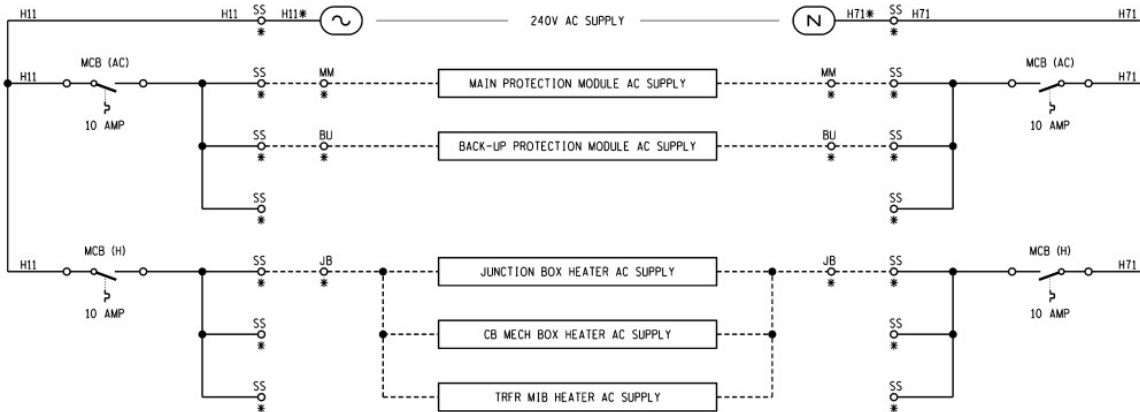 H11 H11 SS H11* ~ 240V AC SUPPLY N H71* SS H71 H71
* *
MCB (AC) SS MM MM SS MCB (AC)
H11 MAIN PROTECTION MODULE AC SUPPLY H71
* * * *
10 AMP 10 AMP
SS BU BU SS
BACK-UP PROTECTION MODULE AC SUPPLY
* * * *
SS SS
* *
MCB (H) SS JB JB SS MCB (H)
H11 JUNCTION BOX HEATER AC SUPPLY H71
* * * *
10 AMP 10 AMP
SS SS
CB MECH BOX HEATER AC SUPPLY
* *
SS SS
TRFR MIB HEATER AC SUPPLY
* *